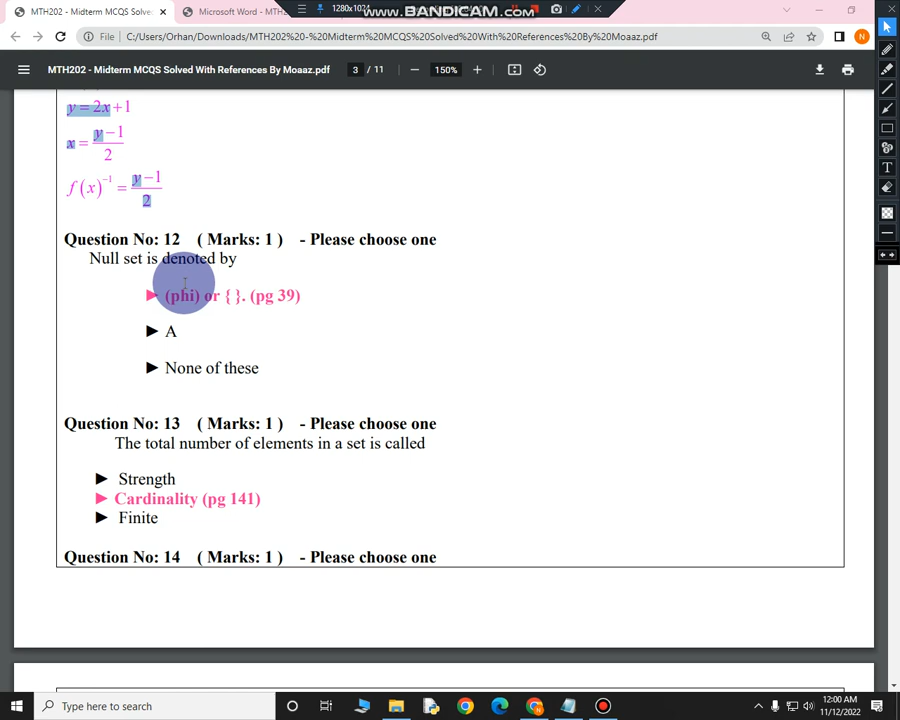 MTH202 - Midterm MCQS Solved
Microsoft Word - MTH2
1280x1024
www.BANDICAM.com
File
C:/Users/Orhan/Downloads/MTH202%20-%20Midterm%20MCQS%20Solved%20With%20References%20By%20Moaaz.pdf
N
MTH202 - Midterm MCQS Solved With References By Moaaz.pdf
3 / 11
150%
y = 2x + 1
x = (y − 1)/2
f(x)⁻¹ = (y − 1)/2
Question No: 12 ( Marks: 1 ) - Please choose one
Null set is denoted by
► (phi) or { }. (pg 39)
► A
► None of these
Question No: 13 ( Marks: 1 ) - Please choose one
The total number of elements in a set is called
► Strength
► Cardinality (pg 141)
► Finite
Question No: 14 ( Marks: 1 ) - Please choose one
Type here to search
12:00 AM
11/12/2022